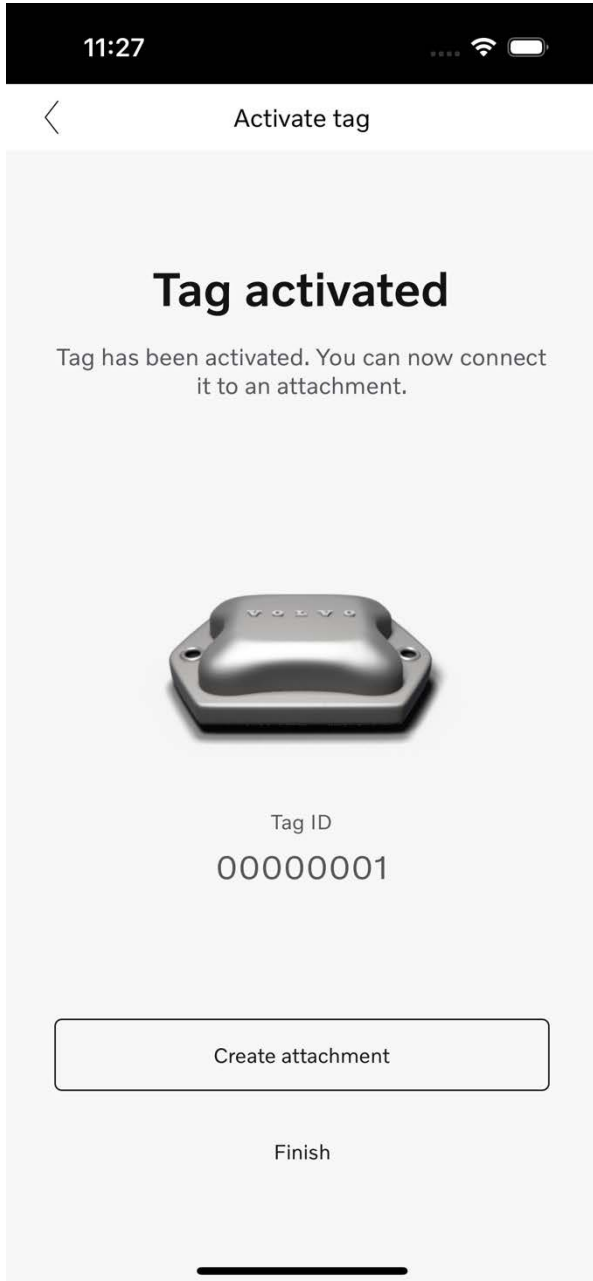 11:27
Activate tag
Tag activated
Tag has been activated. You can now connect
it to an attachment.
VOLVO
Tag ID
00000001
Create attachment
Finish